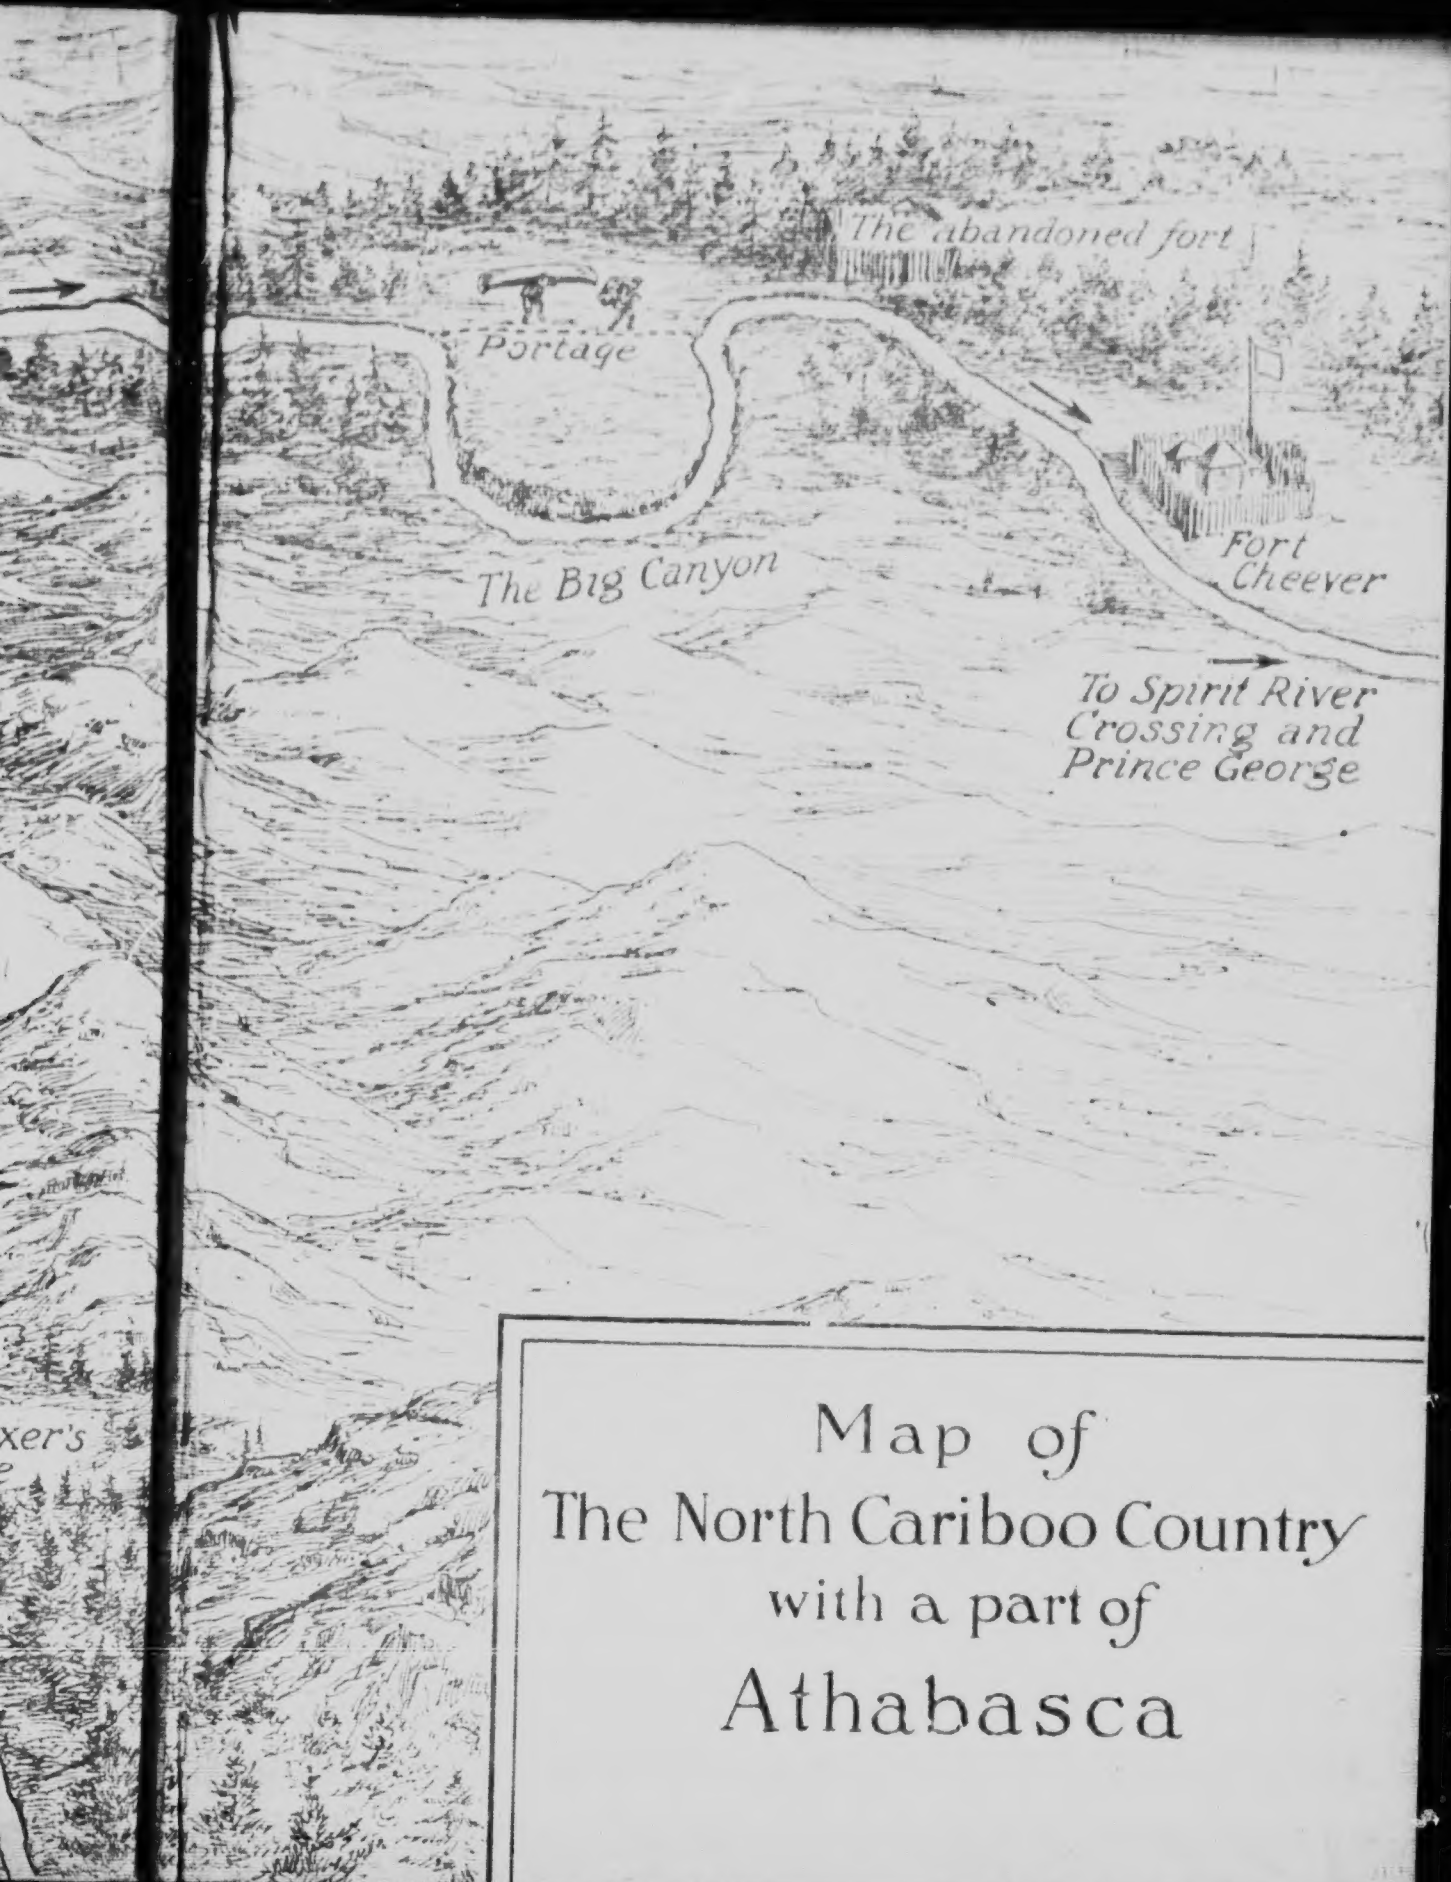 The abandoned fort
Portage
The Big Canyon
Fort
Cheever
To Spirit River
Crossing and
Prince George
xer's
Map of
The North Cariboo Country
with a part of
Athabasca